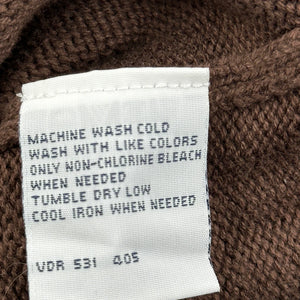 MACHINE WASH COLD
WASH WITH LIKE COLORS
ONLY NON-CHLORINE BLEACH
WHEN NEEDED
TUMBLE DRY LOW
COOL IRON WHEN NEEDED
VDR 531 405